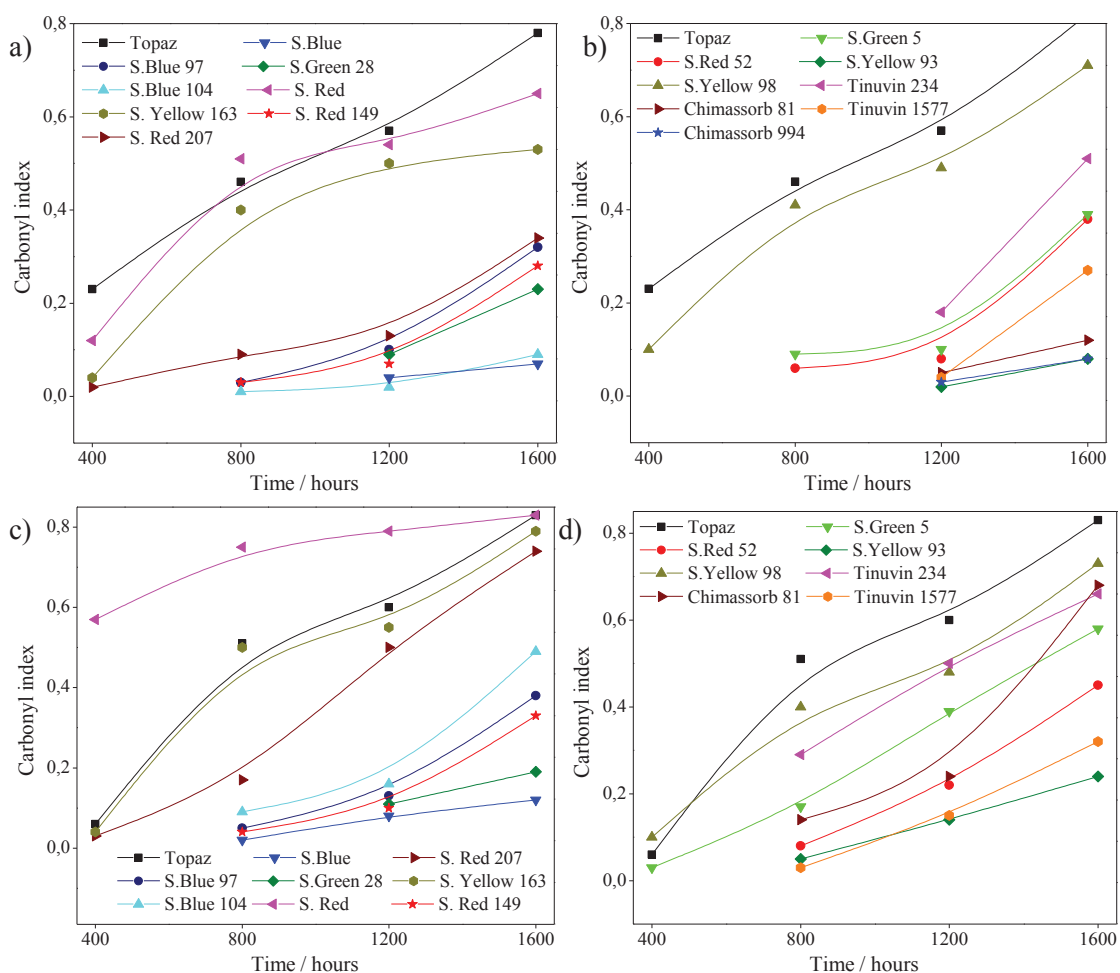 a)
0,8
0,6
0,4
0,2
0,0
Carbonyl index
Topaz
S.Blue
S.Blue 97
S.Green 28
S.Blue 104
S. Red
S. Yellow 163
S. Red 149
S. Red 207
400 800 1200 1600
Time / hours
b)
0,8
0,6
0,4
0,2
0,0
Carbonyl index
Topaz
S.Green 5
S.Red 52
S.Yellow 93
S.Yellow 98
Tinuvin 234
Chimassorb 81
Tinuvin 1577
Chimassorb 994
400 800 1200 1600
Time / hours
c)
0,8
0,6
0,4
0,2
0,0
Carbonyl index
Topaz S.Blue S. Red 207
S.Blue 97 S.Green 28 S. Yellow 163
S.Blue 104 S. Red S. Red 149
400 800 1200 1600
Time / hours
d)
0,8
0,6
0,4
0,2
0,0
Carbonyl index
Topaz
S.Green 5
S.Red 52
S.Yellow 93
S.Yellow 98
Tinuvin 234
Chimassorb 81
Tinuvin 1577
400 800 1200 1600
Time / hours